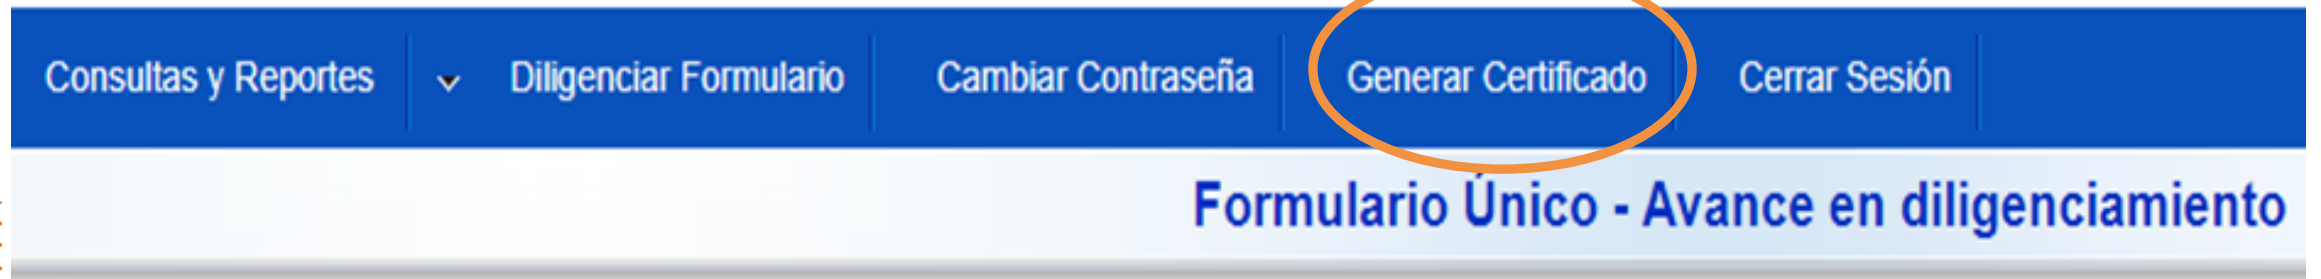 Consultas y Reportes Diligenciar Formulario Cambiar Contraseña Generar Certificado Cerrar Sesión
Formulario Único - Avance en diligenciamiento